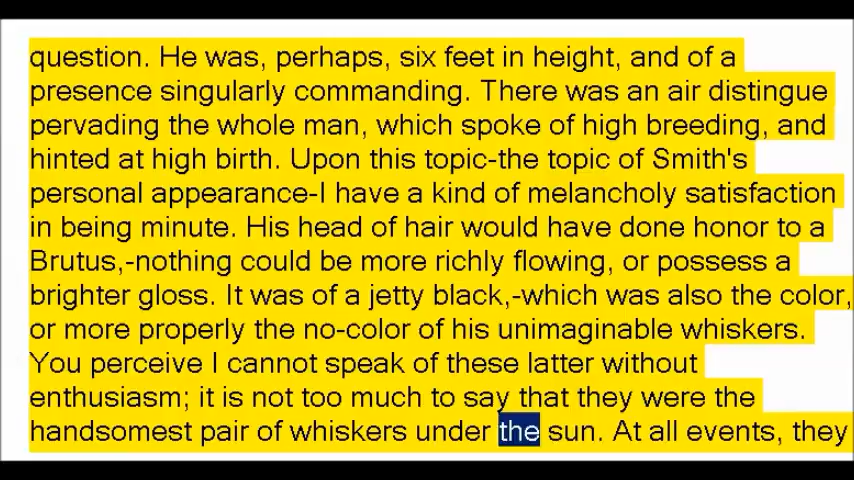 question. He was, perhaps, six feet in height, and of a
presence singularly commanding. There was an air distingue
pervading the whole man, which spoke of high breeding, and
hinted at high birth. Upon this topic-the topic of Smith's
personal appearance-I have a kind of melancholy satisfaction
in being minute. His head of hair would have done honor to a
Brutus,-nothing could be more richly flowing, or possess a
brighter gloss. It was of a jetty black,-which was also the color,
or more properly the no-color of his unimaginable whiskers.
You perceive I cannot speak of these latter without
enthusiasm; it is not too much to say that they were the
handsomest pair of whiskers under the sun. At all events, they